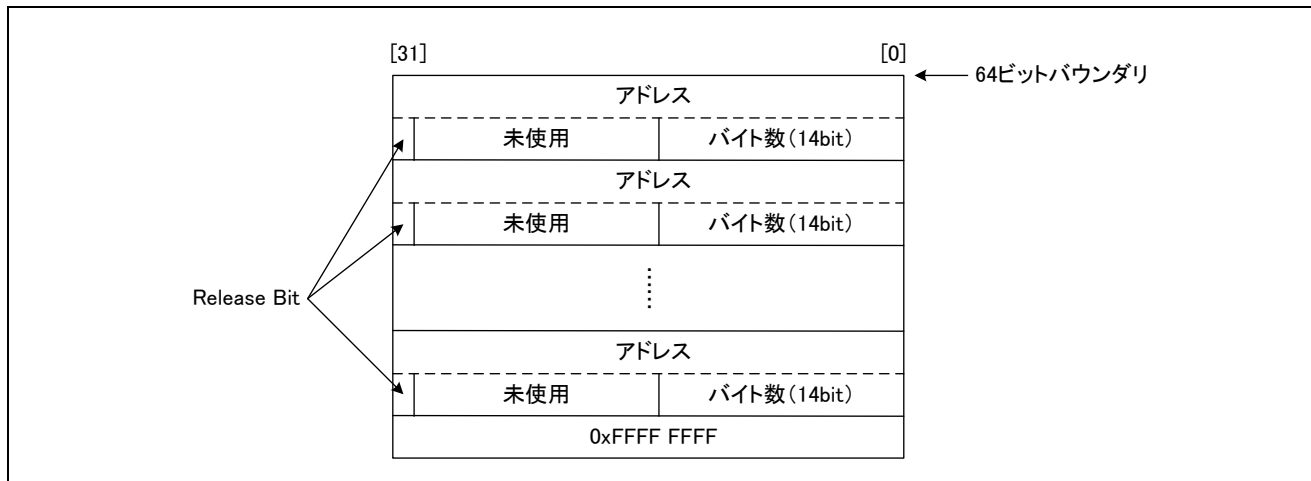 [31] [0]
64ビットバウンダリ
アドレス
未使用 バイト数(14bit)
アドレス
未使用 バイト数(14bit)
Release Bit
アドレス
未使用 バイト数(14bit)
0xFFFF FFFF